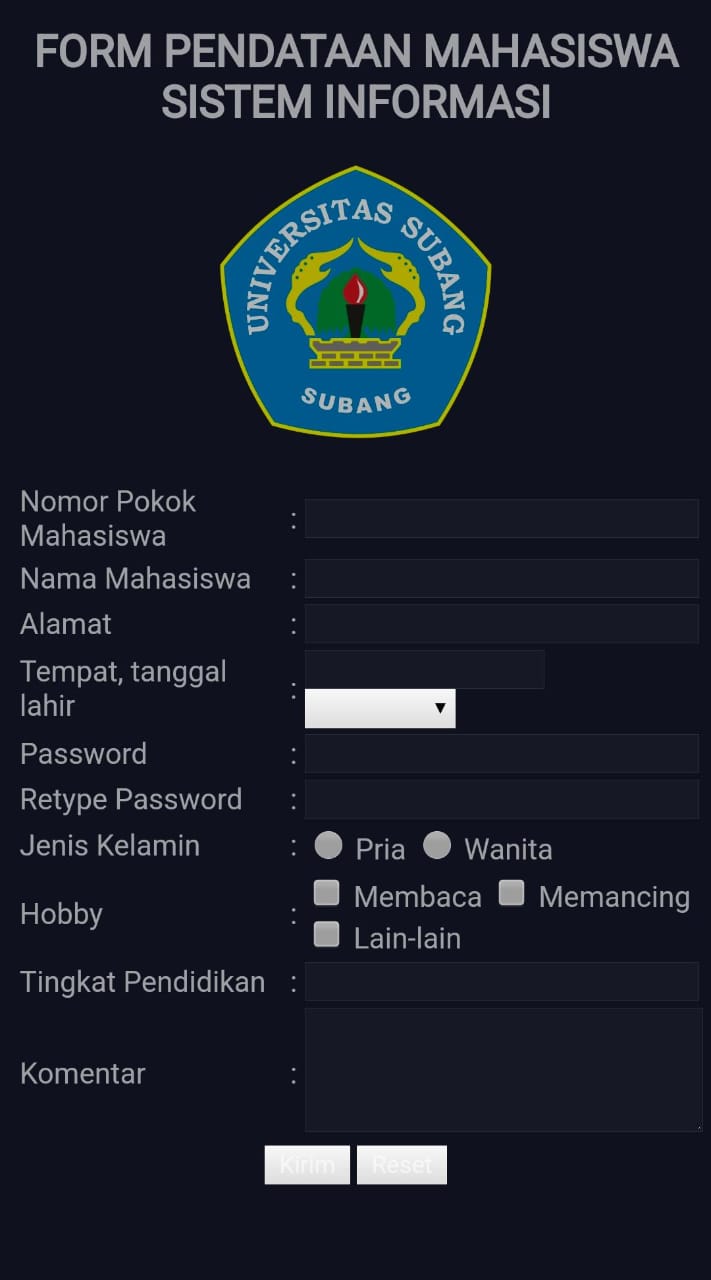 FORM PENDATAAN MAHASISWA
SISTEM INFORMASI
UNIVERSITAS SUBANG
SUBANG
Nomor Pokok
Mahasiswa :
Nama Mahasiswa :
Alamat :
Tempat, tanggal
lahir :
Password :
Retype Password :
Jenis Kelamin : Pria Wanita
Hobby : Membaca Memancing
Lain-lain
Tingkat Pendidikan :
Komentar :
Kirim Reset